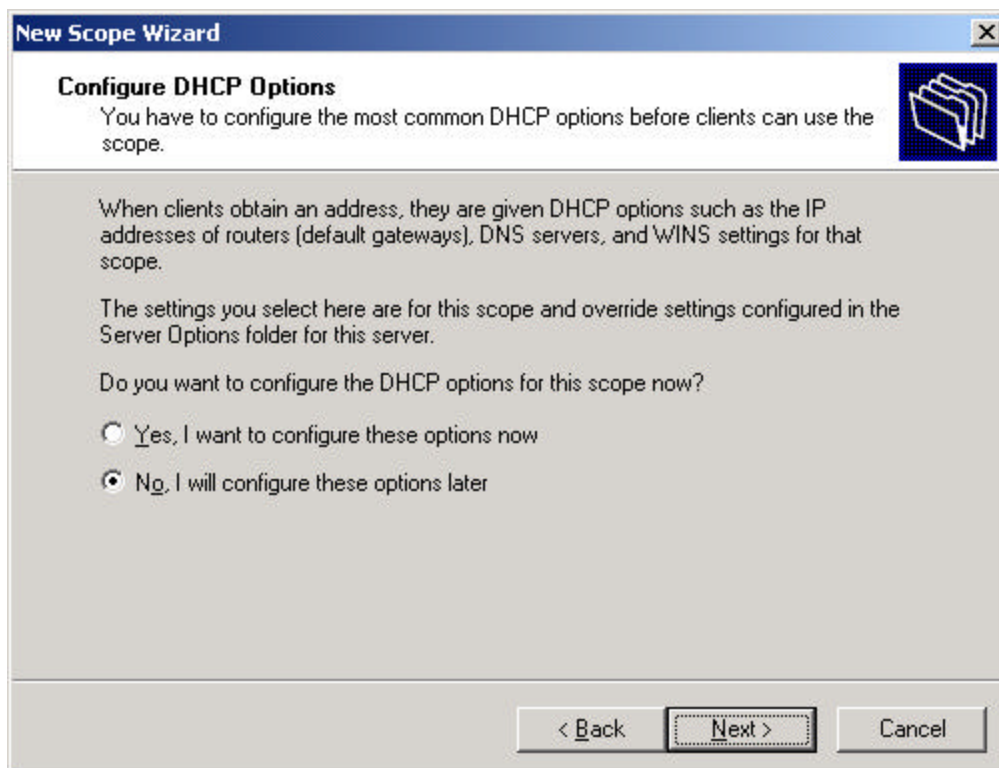 New Scope Wizard
Configure DHCP Options
You have to configure the most common DHCP options before clients can use the
scope.
When clients obtain an address, they are given DHCP options such as the IP
addresses of routers (default gateways), DNS servers, and WINS settings for that
scope.
The settings you select here are for this scope and override settings configured in the
Server Options folder for this server.
Do you want to configure the DHCP options for this scope now?
Yes, I want to configure these options now
No, I will configure these options later
< Back
Next >
Cancel